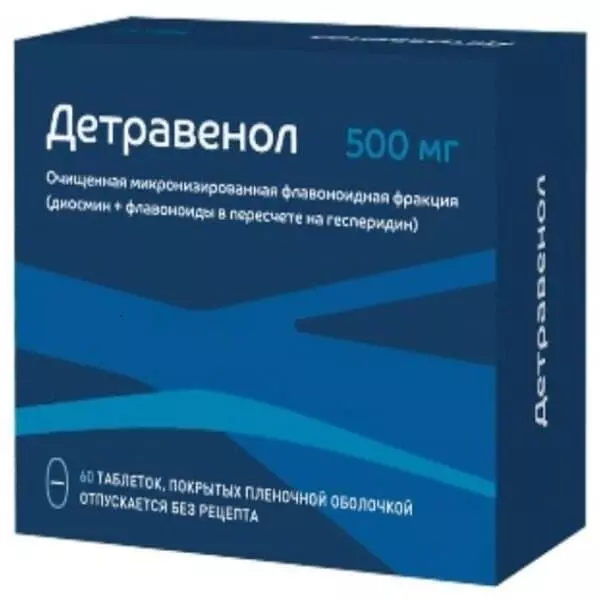 Детравенол
Детравенол 500 мг
Очищенная микронизированная флавоноидная фракция
(диосмин + флавоноиды в пересчете на гесперидин)
60 ТАБЛЕТОК, ПОКРЫТЫХ ПЛЕНОЧНОЙ ОБОЛОЧКОЙ
ОТПУСКАЕТСЯ БЕЗ РЕЦЕПТА
Детравенол